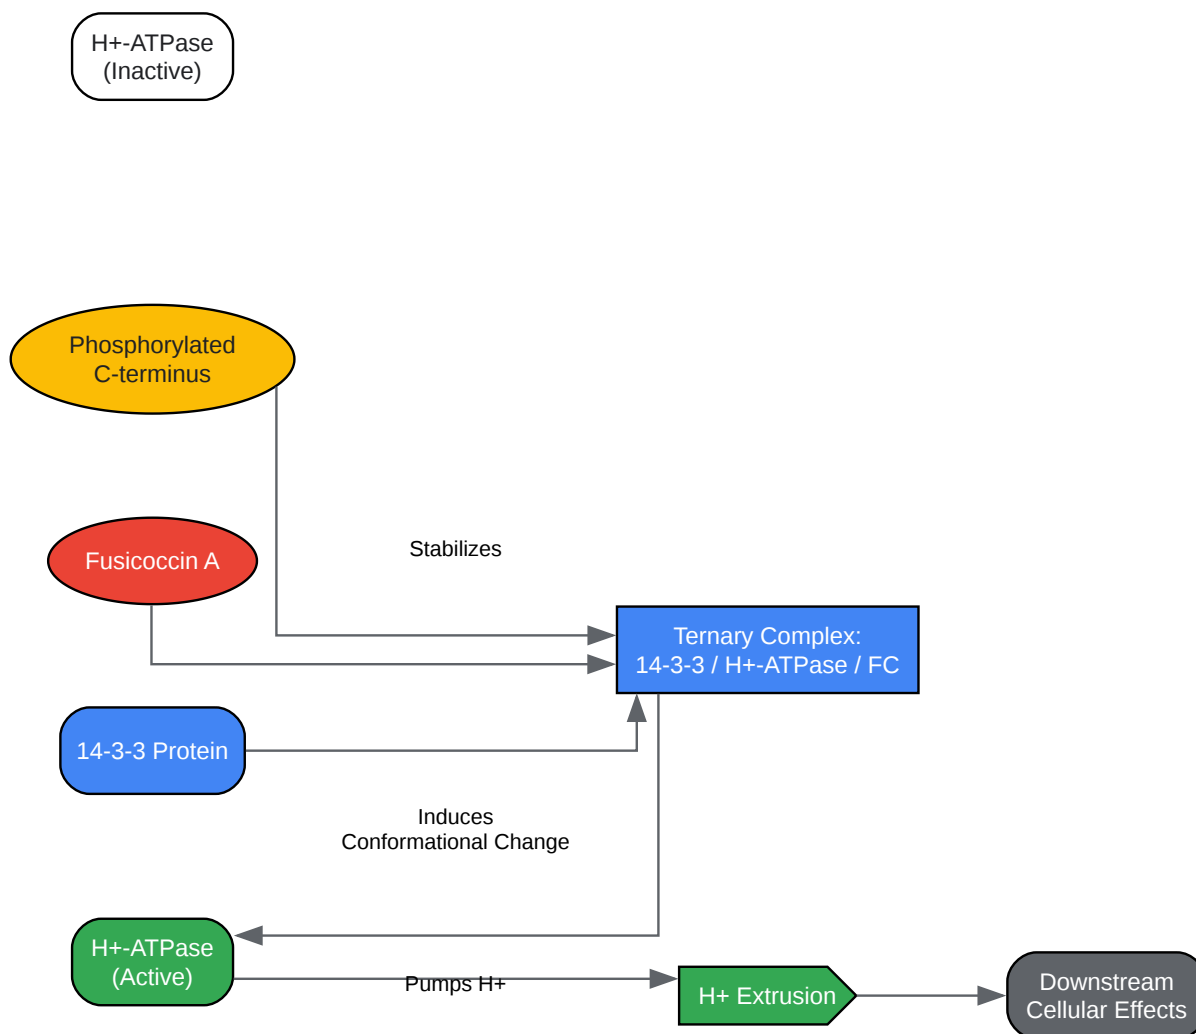 H+-ATPase
(Inactive)
Phosphorylated
C-terminus
Stabilizes
Fusicoccin A
Ternary Complex:
14-3-3 / H+-ATPase / FC
14-3-3 Protein
Induces
Conformational Change
H+-ATPase
(Active)
Pumps H+
H+ Extrusion
Downstream
Cellular Effects